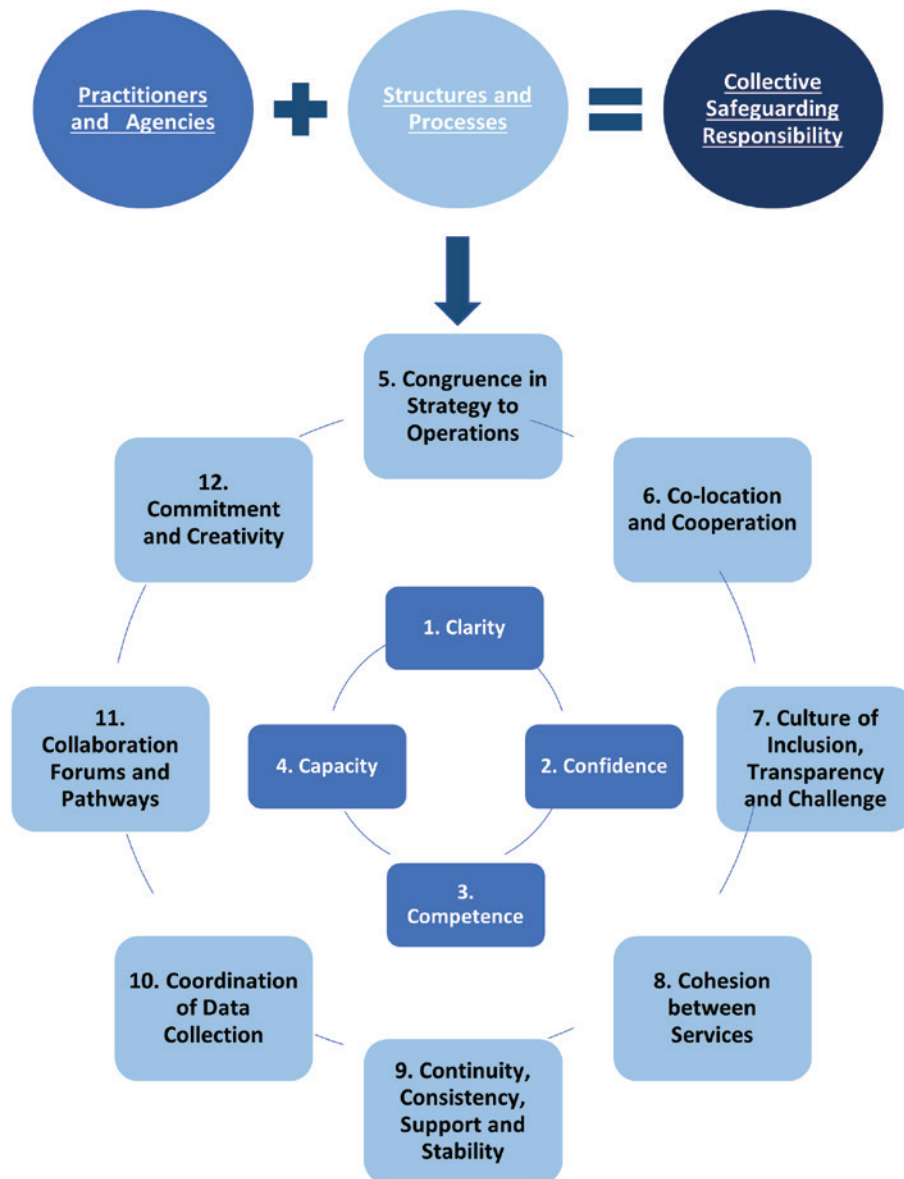 Practitioners
and Agencies
Structures and
Processes
Collective
Safeguarding
Responsibility
5. Congruence in
Strategy to
Operations
6. Co-location
and Cooperation
7. Culture of
Inclusion,
Transparency
and Challenge
8. Cohesion
between
Services
9. Continuity,
Consistency,
Support and
Stability
10. Coordination
of Data
Collection
11.
Collaboration
Forums and
Pathways
12.
Commitment
and Creativity
1. Clarity
2. Confidence
3.
Competence
4. Capacity